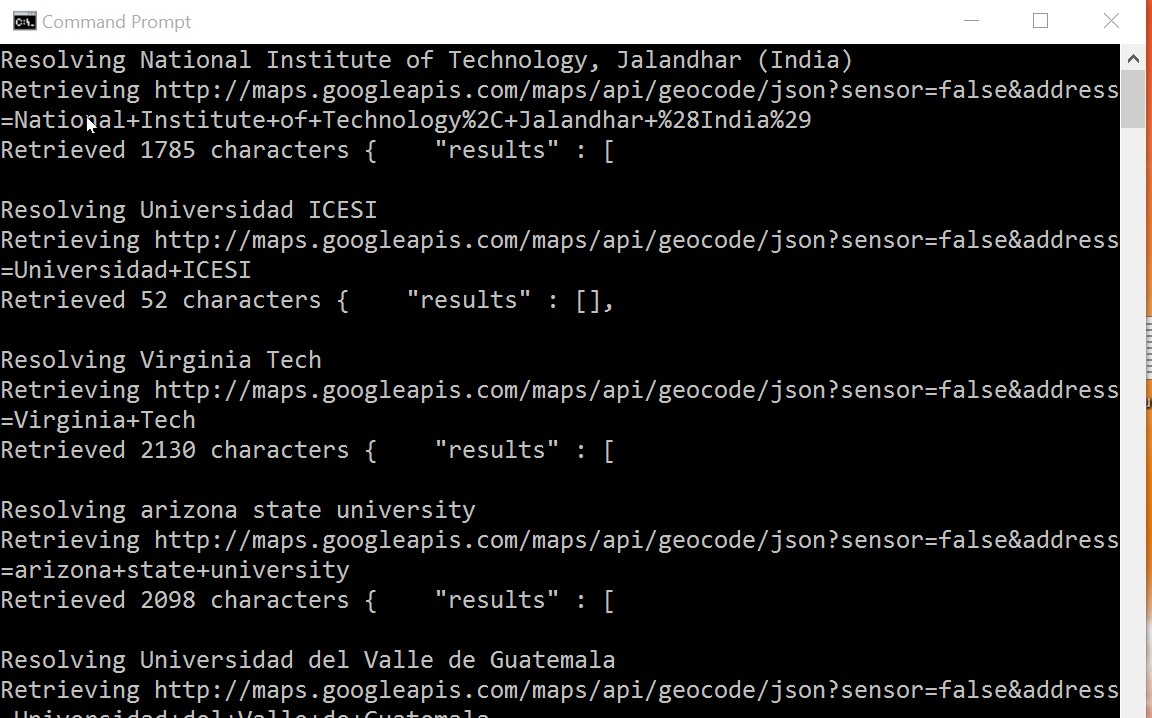 Command Prompt
Resolving National Institute of Technology, Jalandhar (India)
Retrieving http://maps.googleapis.com/maps/api/geocode/json?sensor=false&address
=National+Institute+of+Technology%2C+Jalandhar+%28India%29
Retrieved 1785 characters {    "results" : [
Resolving Universidad ICESI
Retrieving http://maps.googleapis.com/maps/api/geocode/json?sensor=false&address
=Universidad+ICESI
Retrieved 52 characters {    "results" : [],
Resolving Virginia Tech
Retrieving http://maps.googleapis.com/maps/api/geocode/json?sensor=false&address
=Virginia+Tech
Retrieved 2130 characters {    "results" : [
Resolving arizona state university
Retrieving http://maps.googleapis.com/maps/api/geocode/json?sensor=false&address
=arizona+state+university
Retrieved 2098 characters {    "results" : [
Resolving Universidad del Valle de Guatemala
Retrieving http://maps.googleapis.com/maps/api/geocode/json?sensor=false&address
=Universidad+del+Valle+de+Guatemala